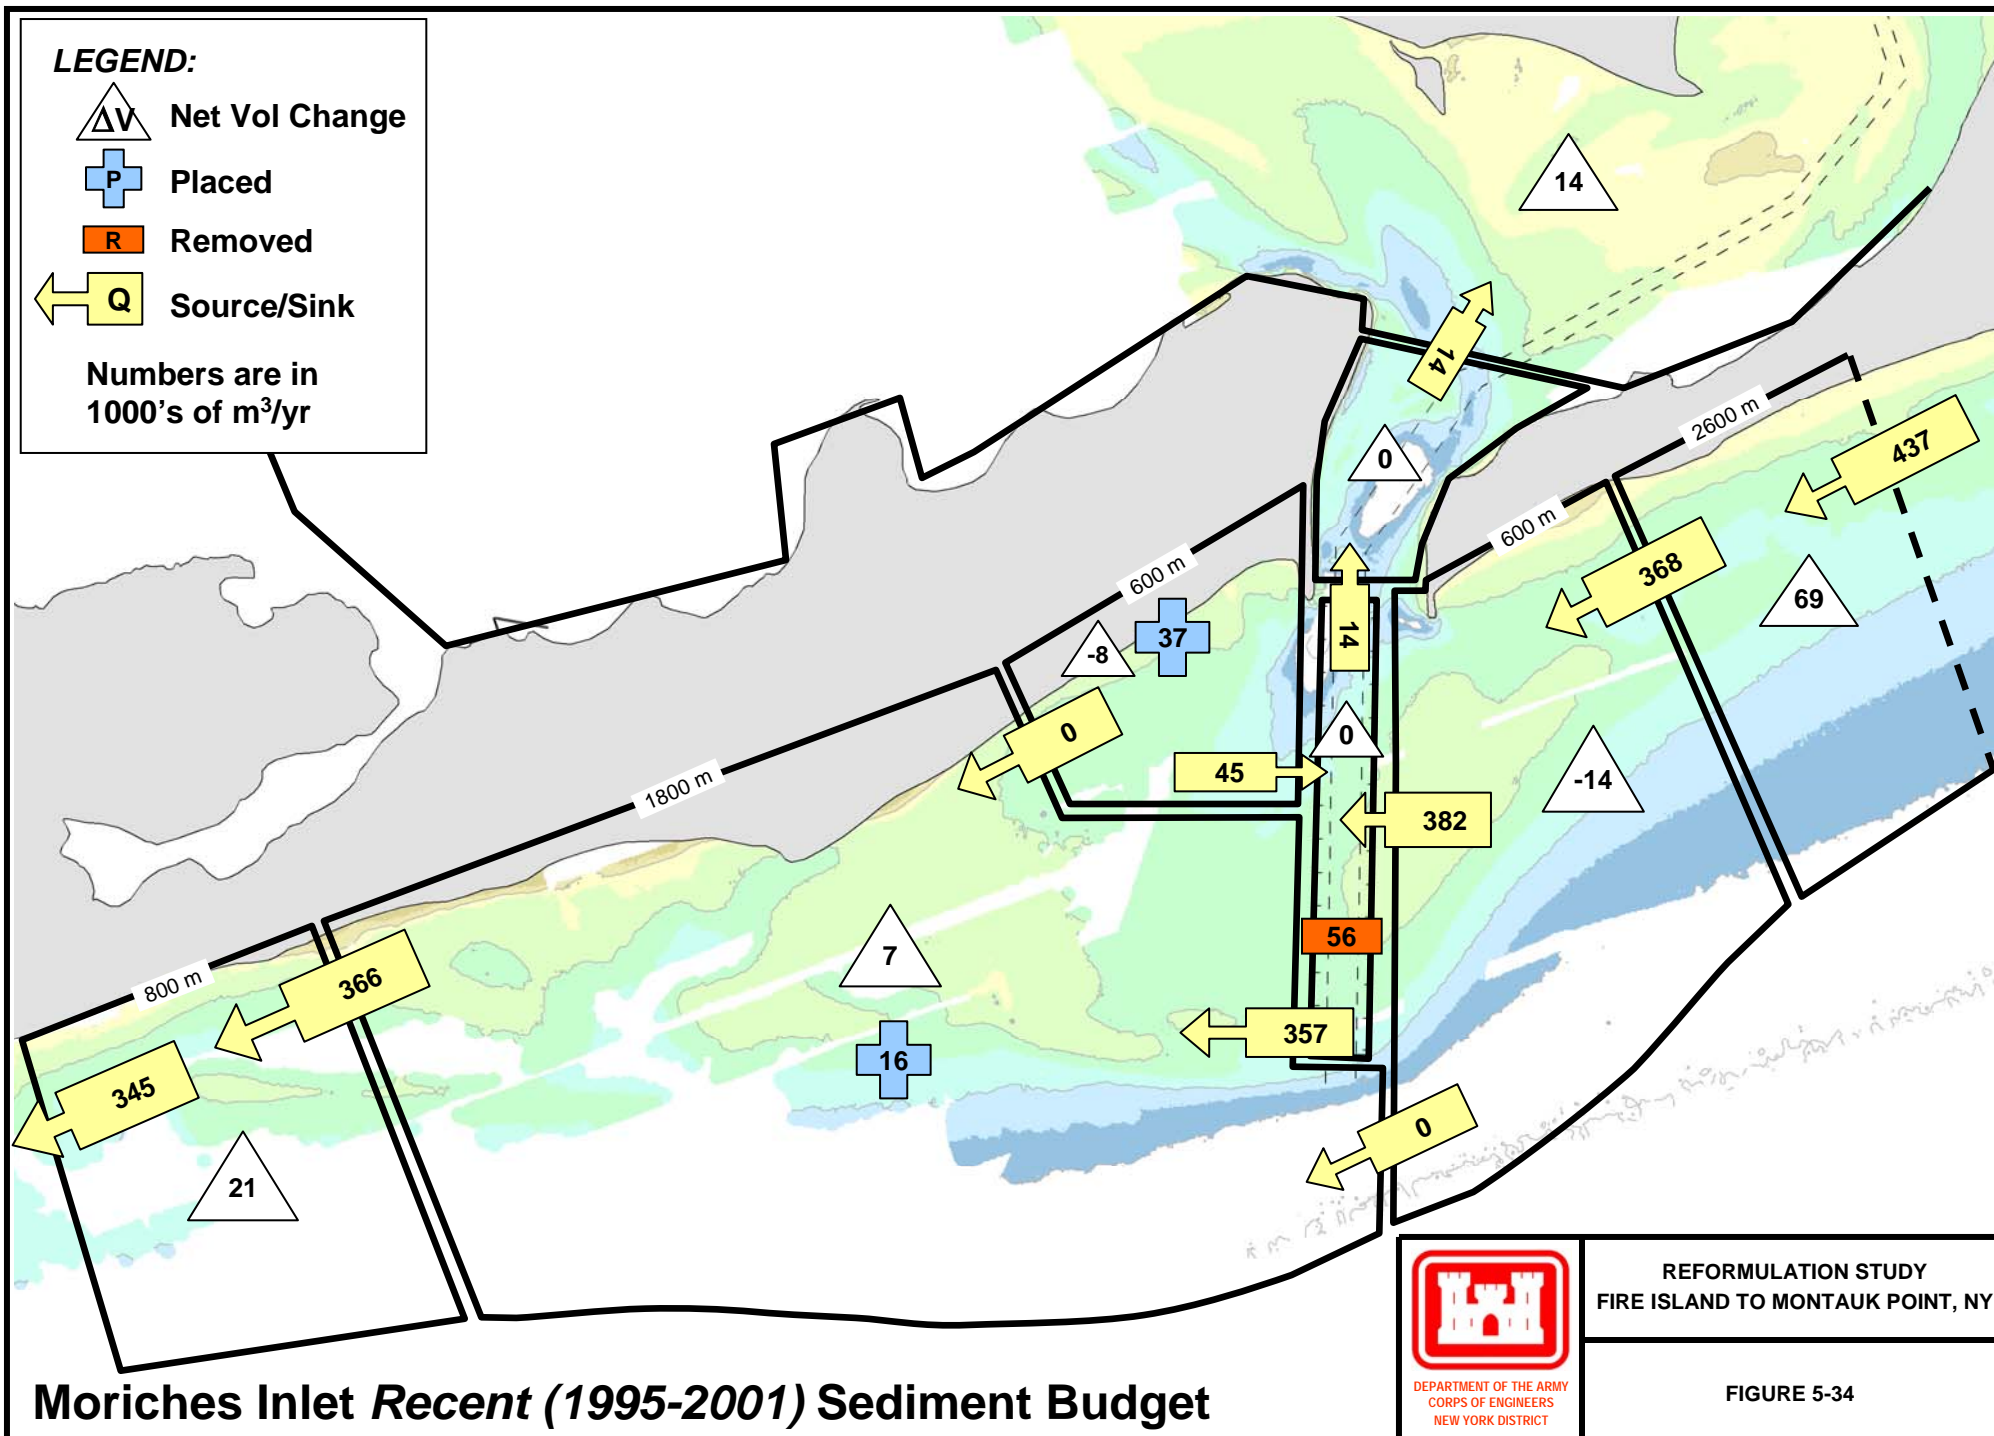 LEGEND:
ΔV Net Vol Change
P Placed
R Removed
Q Source/Sink
Numbers are in
1000's of m³/yr
14
14
0
2600 m
437
600 m
368
69
600 m
37
-8
14
0
0
45
382
-14
1800 m
56
7
357
16
800 m
366
345
21
0
Moriches Inlet Recent (1995-2001) Sediment Budget
DEPARTMENT OF THE ARMY
CORPS OF ENGINEERS
NEW YORK DISTRICT
REFORMULATION STUDY
FIRE ISLAND TO MONTAUK POINT, NY
FIGURE 5-34